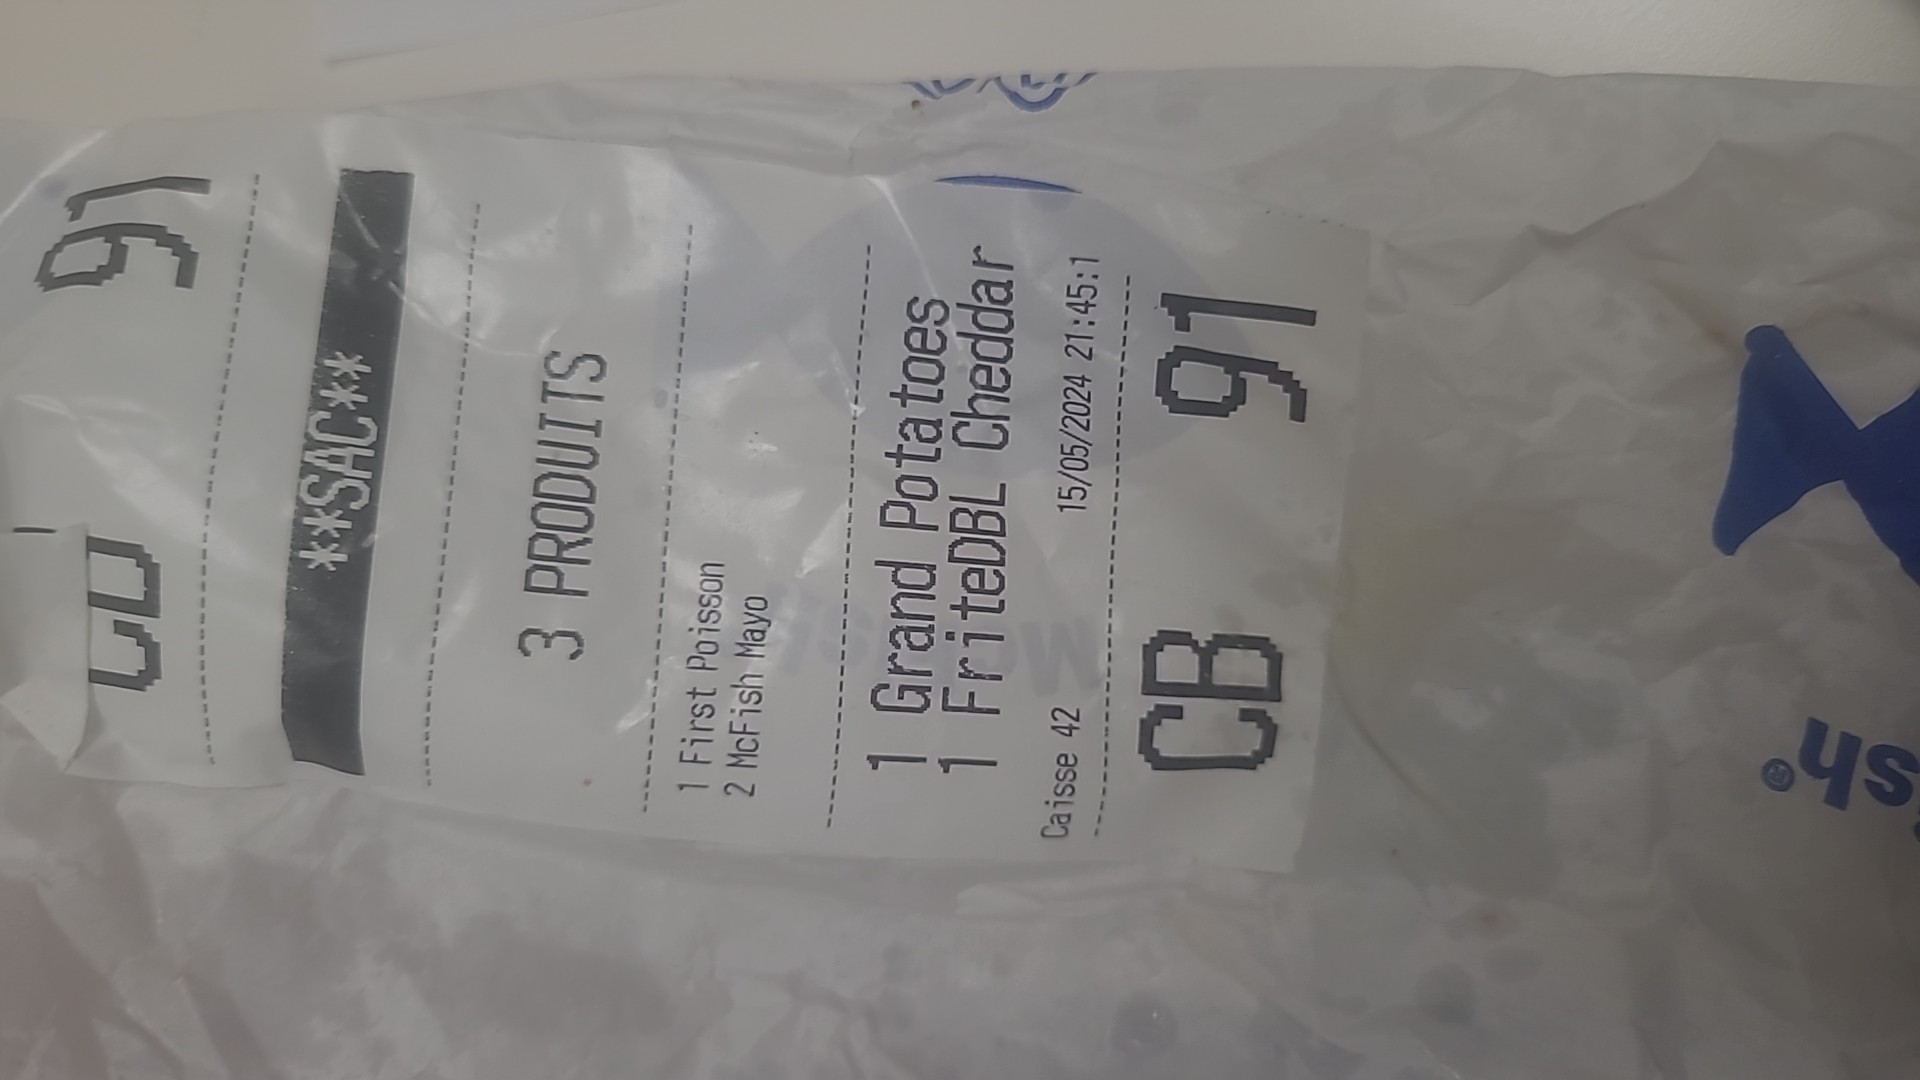 91
**SAC**
3 PRODUITS
1 First Poisson
2 McFish Mayo
1 Grand Potatoes
1 FriteDBL Cheddar
Caisse 42 15/05/2024 21:45:1
CB 91
sh®